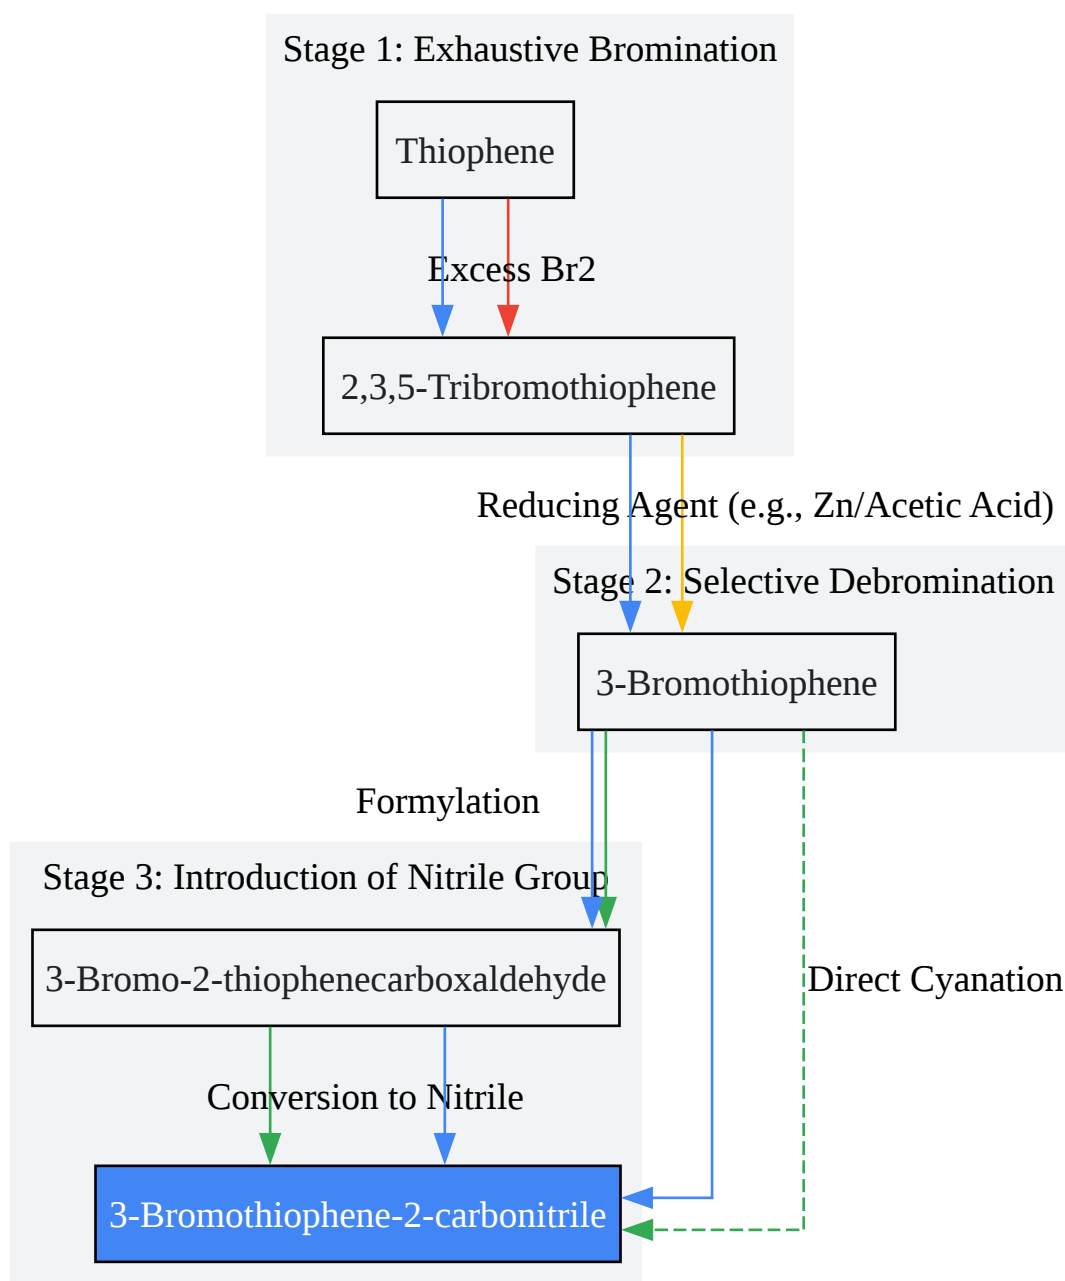 Stage 1: Exhaustive Bromination
Thiophene
Excess Br2
2,3,5-Tribromothiophene
Reducing Agent (e.g., Zn/Acetic Acid)
Stage 2: Selective Debromination
3-Bromothiophene
Formylation
Stage 3: Introduction of Nitrile Group
3-Bromo-2-thiophenecarboxaldehyde
Direct Cyanation
Conversion to Nitrile
3-Bromothiophene-2-carbonitrile